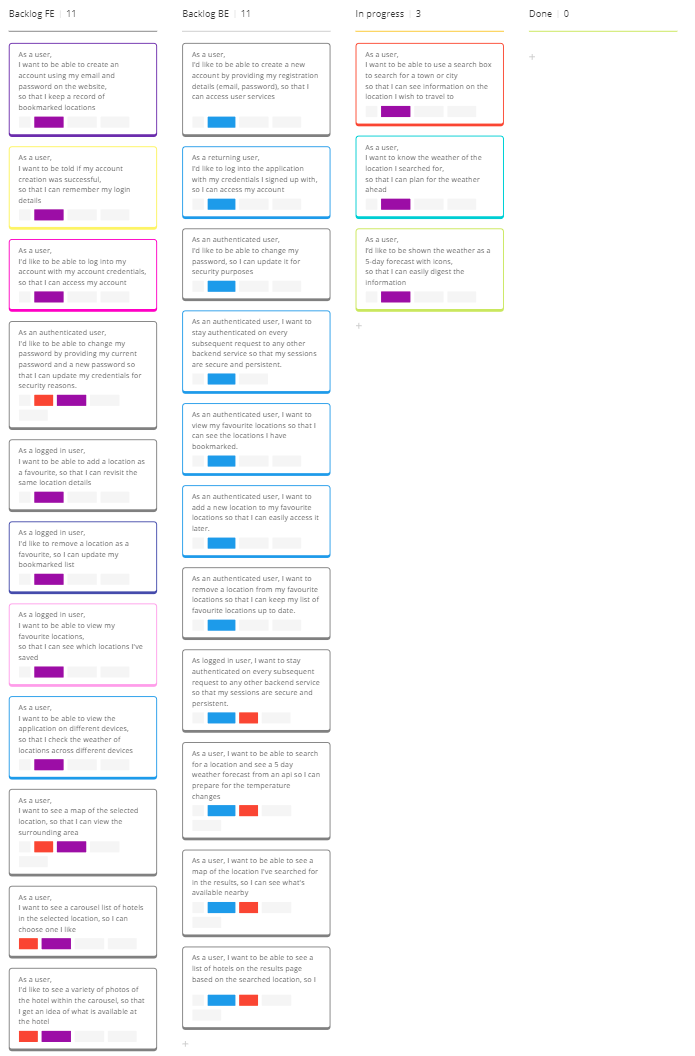 Backlog FE | 11
As a user,
I want to be able to create an
account using my email and
password on the website,
so that I keep a record of
bookmarked locations
As a user,
I want to be told if my account
creation was successful,
so that I can remember my login
details
As a user,
I'd like to be able to log into my
account with my account credentials,
so that I can access my account
As an authenticated user,
I'd like to be able to change my
password by providing my current
password and a new password so
that I can update my credentials for
security reasons.
As a logged in user,
I want to be able to add a location as
a favourite, so that I can revisit the
same location details
As a logged in user,
I'd like to remove a location as a
favourite, so I can update my
bookmarked list
As a logged in user,
I want to be able to view my
favourite locations,
so that I can see which locations I've
saved
As a user,
I want to be able to view the
application on different devices,
so that I check the weather of
locations across different devices
As a user,
I want to see a map of the selected
location, so that I can view the
surrounding area
As a user,
I want to see a carousel list of hotels
in the selected location, so I can
choose one I like
As a user,
I'd like to see a variety of photos of
the hotel within the carousel, so that
I get an idea of what is available at
the hotel
Backlog BE | 11
As a user,
I'd like to be able to create a new
account by providing my registration
details (email, password), so that I
can access user services
As a returning user,
I'd like to log into the application
with my credentials I signed up with,
so I can access my account
As an authenticated user,
I'd like to be able to change my
password, so I can update it for
security purposes
As an authenticated user, I want to
stay authenticated on every
subsequent request to any other
backend service so that my sessions
are secure and persistent.
As an authenticated user, I want to
view my favourite locations so that I
can see the locations I have
bookmarked.
As an authenticated user, I want to
add a new location to my favourite
locations so that I can easily access it
later.
As an authenticated user, I want to
remove a location from my favourite
locations so that I can keep my list of
favourite locations up to date.
As logged in user, I want to stay
authenticated on every subsequent
request to any other backend service
so that my sessions are secure and
persistent.
As a user, I want to be able to search
for a location and see a 5 day
weather forecast from an api so I can
prepare for the temperature
changes
As a user, I want to be able to see a
map of the location I've searched for
in the results, so I can see what's
available nearby
As a user, I want to be able to see a
list of hotels on the results page
based on the searched location, so I
+
In progress | 3
As a user,
I want to be able to use a search box
to search for a town or city
so that I can see information on the
location I wish to travel to
As a user,
I want to know the weather of the
location I searched for,
so that I can plan for the weather
ahead
As a user,
I'd like to be shown the weather as a
5-day forecast with icons,
so that I can easily digest the
information
+
Done | 0
+